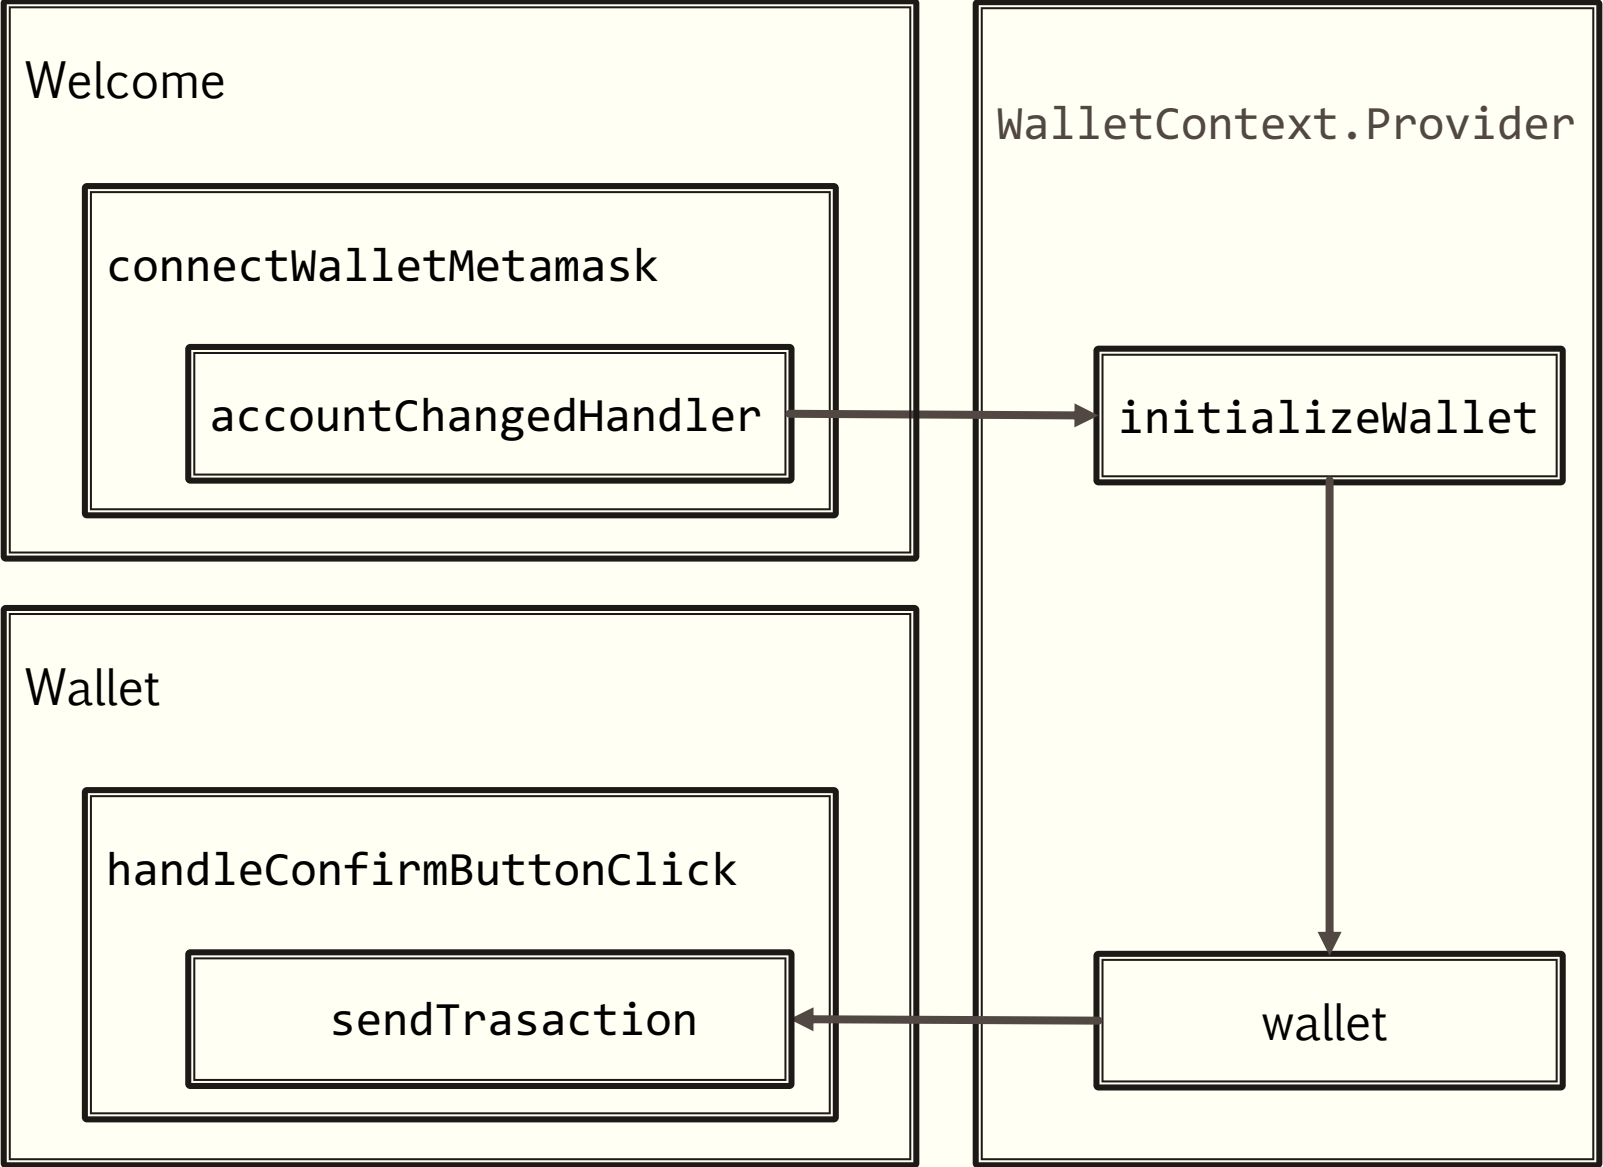 Welcome
connectWalletMetamask
accountChangedHandler
WalletContext.Provider
initializeWallet
Wallet
handleConfirmButtonClick
sendTrasaction
wallet